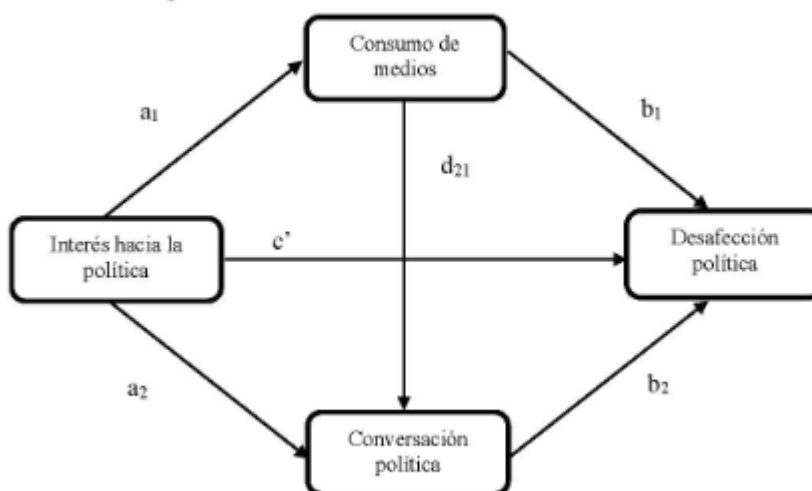 Consumo de
medios
a₁
b₁
d₂₁
Interés hacia la
política
c’
Desafección
política
a₂
b₂
Conversación
política